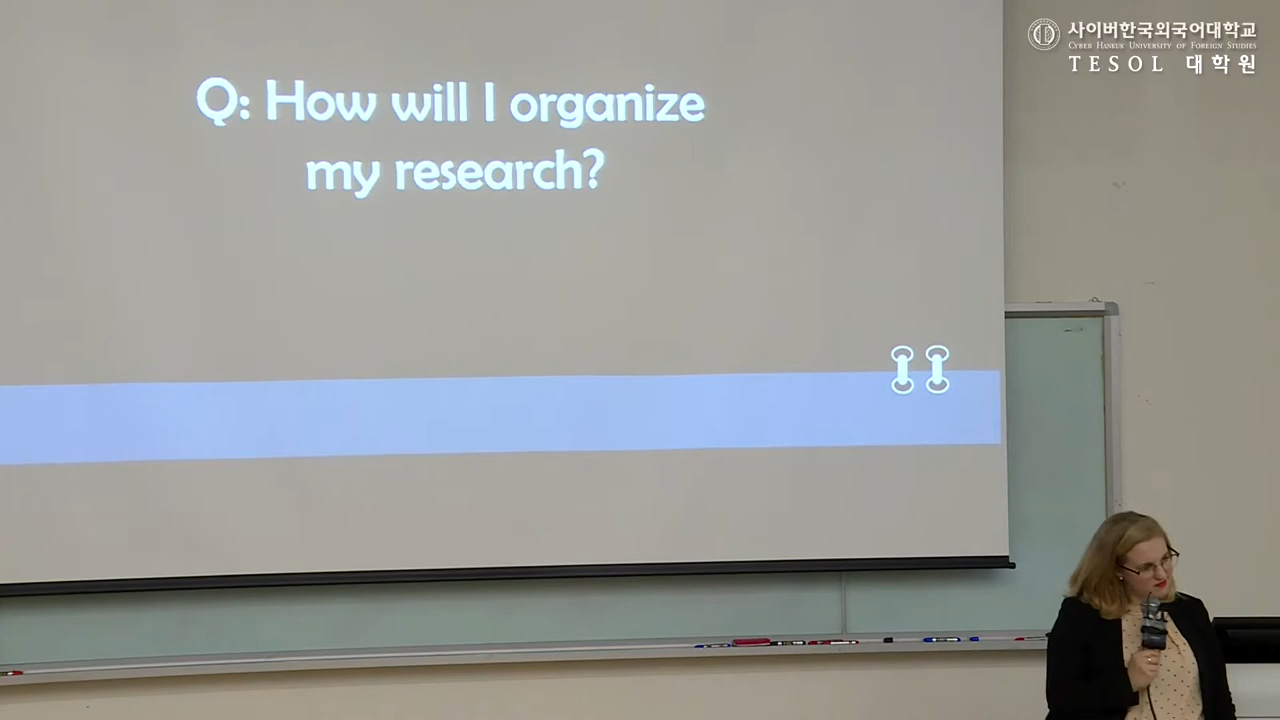 사이버한국외국어대학교
CYBER HANKUK UNIVERSITY OF FOREIGN STUDIES
TESOL 대학원
Q: How will I organize
my research?